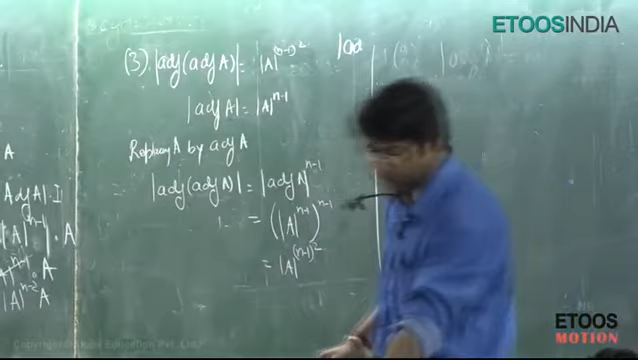 ETOOSINDIA
A
A adj A| . I
|A|ⁿ⁻¹ | . A
|A|ⁿ⁻² A
(3). |adj(adj A)| = |A|⁽ⁿ⁻¹⁾²
|adj A| = |A|ⁿ⁻¹
Replacing A by adj A
|adj(adj A)| = |adj A|ⁿ⁻¹
= (|A|ⁿ⁻¹)ⁿ⁻¹
= |A|⁽ⁿ⁻¹⁾²
|ad
ETOOS
MOTION